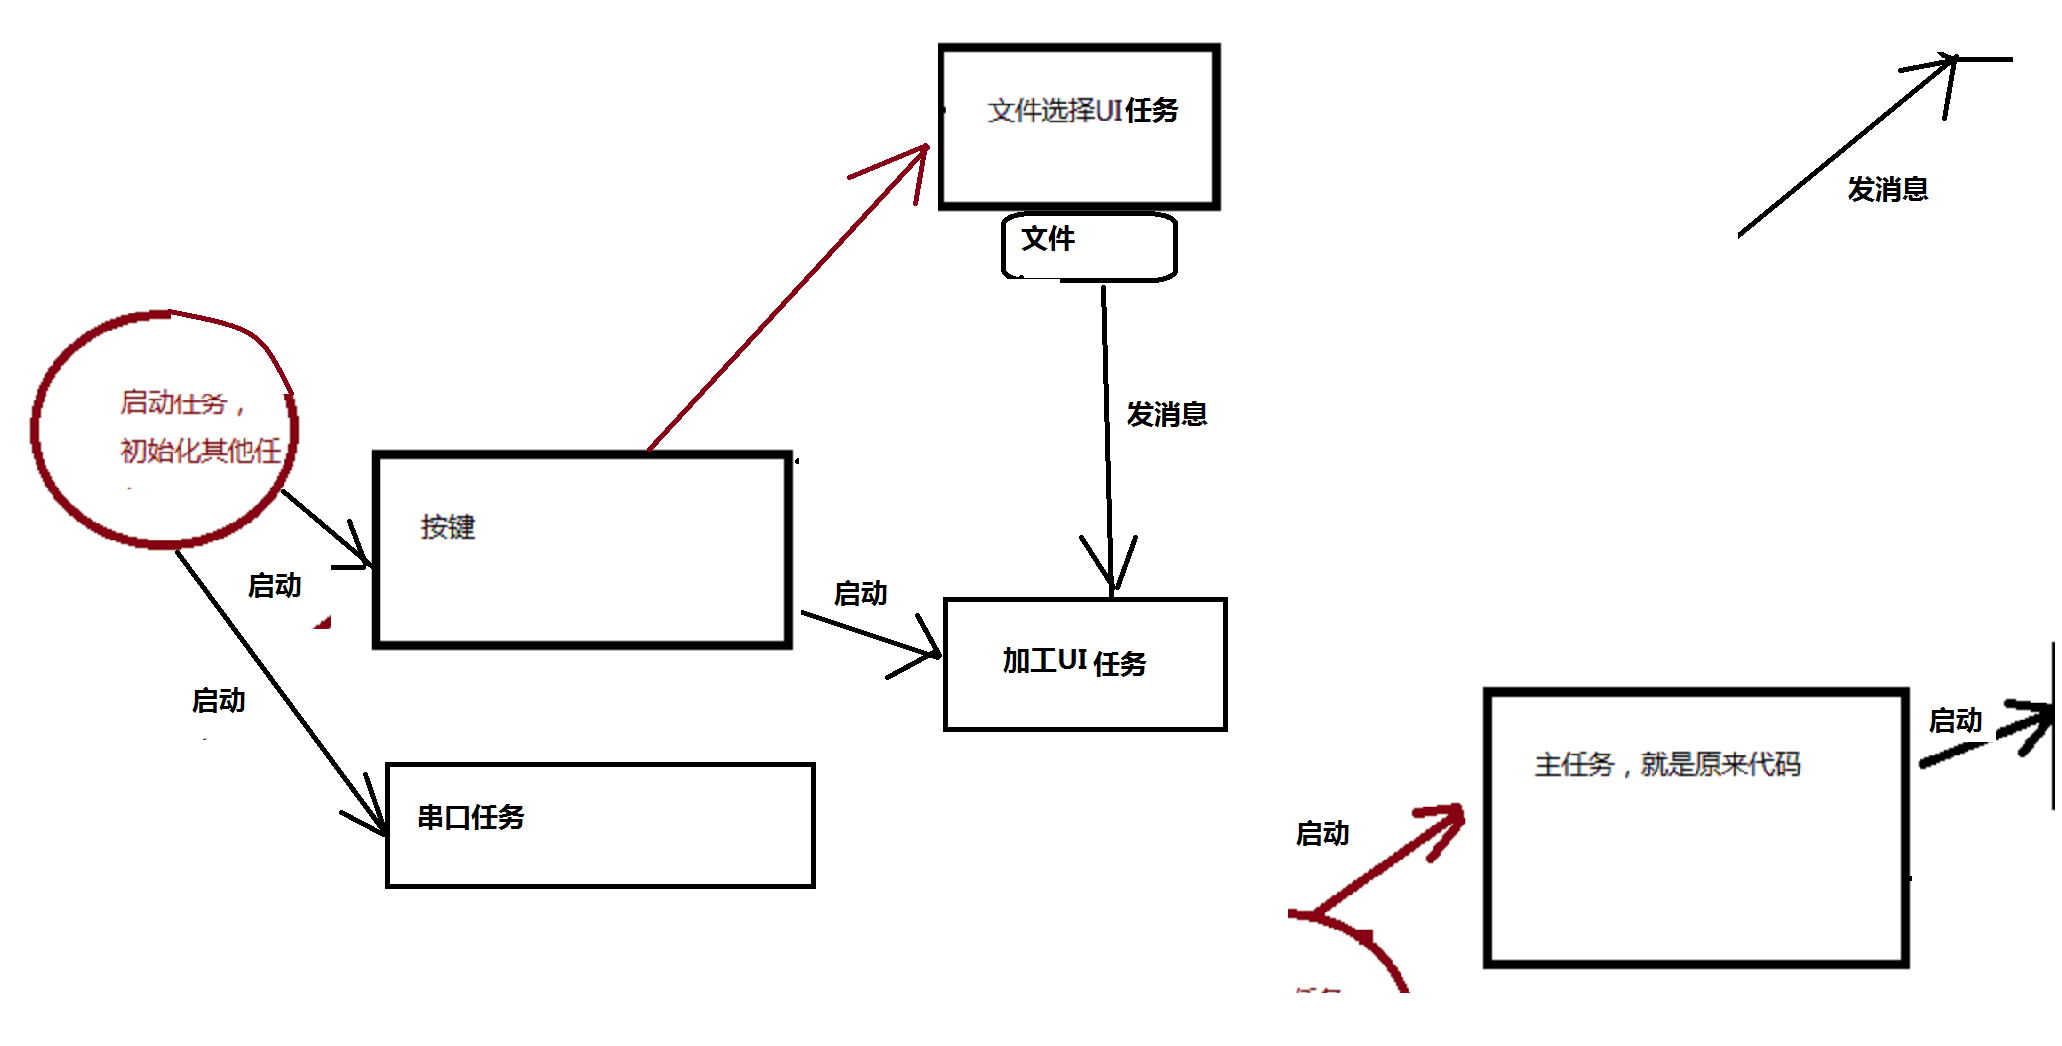 文件选择UI任务
文件
发消息
启动任务，
初始化其他任
按键
发消息
启动
启动
加工UI 任务
启动
串口任务
主任务，就是原来代码
启动
启动